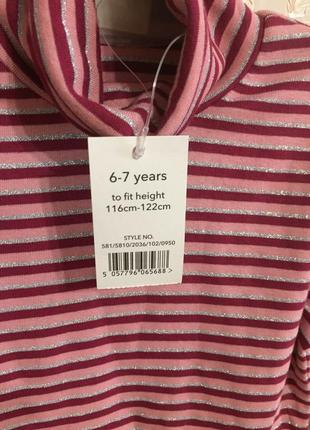 6-7 years
to fit height
116cm-122cm
STYLE NO.
581/5810/2036/102/0950
5 057796 065688 >